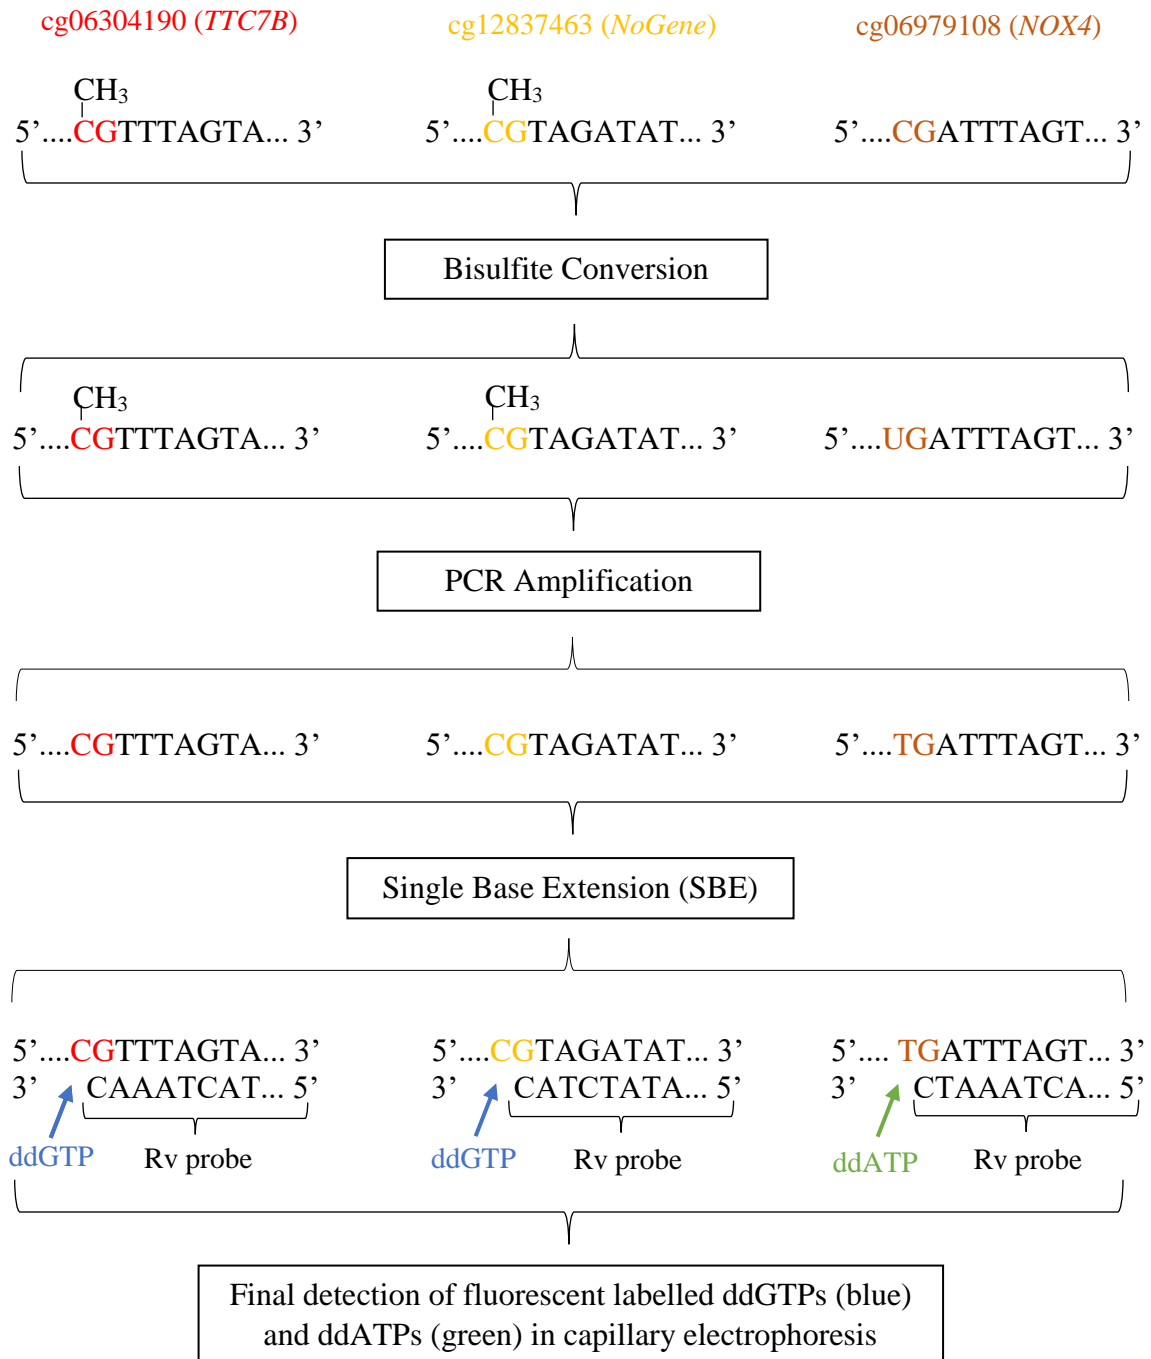 cg06304190 (TTC7B) cg12837463 (NoGene) cg06979108 (NOX4)
CH₃ CH₃
5’....CGTTTAGTA... 3’ 5’....CGTAGATAT... 3’ 5’....CGATTTAGT... 3’
Bisulfite Conversion
CH₃ CH₃
5’....CGTTTAGTA... 3’ 5’....CGTAGATAT... 3’ 5’....UGATTTAGT... 3’
PCR Amplification
5’....CGTTTAGTA... 3’ 5’....CGTAGATAT... 3’ 5’....TGATTTAGT... 3’
Single Base Extension (SBE)
5’....CGTTTAGTA... 3’ 5’....CGTAGATAT... 3’ 5’.... TGATTTAGT... 3’
3’ CAAATCAT... 5’ 3’ CATCTATA... 5’ 3’ CTAAATCA... 5’
ddGTP Rv probe ddGTP Rv probe ddATP Rv probe
Final detection of fluorescent labelled ddGTPs (blue)
and ddATPs (green) in capillary electrophoresis